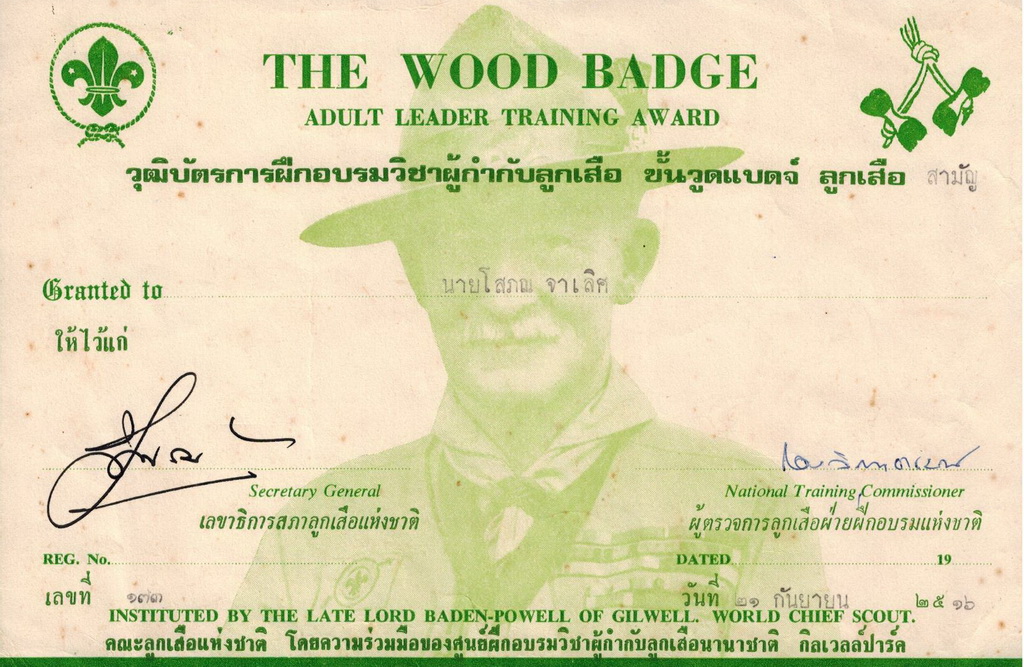 THE WOOD BADGE
ADULT LEADER TRAINING AWARD
วุฒิบัตรการฝึกอบรมวิชาผู้กำกับลูกเสือ ขั้นวูดแบดจ์ ลูกเสือ สามัญ
Granted to นายโสภณ จาเลิศ
ให้ไว้แก่
Secretary General National Training Commissioner
เลขาธิการสภาลูกเสือแห่งชาติ ผู้ตรวจการลูกเสือฝ่ายฝึกอบรมแห่งชาติ
REG. No. DATED 19
เลขที่ ๑๓๓ วันที่ ๒๑ กันยายน ๒๕๑๖
INSTITUTED BY THE LATE LORD BADEN-POWELL OF GILWELL. WORLD CHIEF SCOUT.
คณะลูกเสือแห่งชาติ โดยความร่วมมือของศูนย์ฝึกอบรมวิชาผู้กำกับลูกเสือนานาชาติ กิลเวลล์ปาร์ค